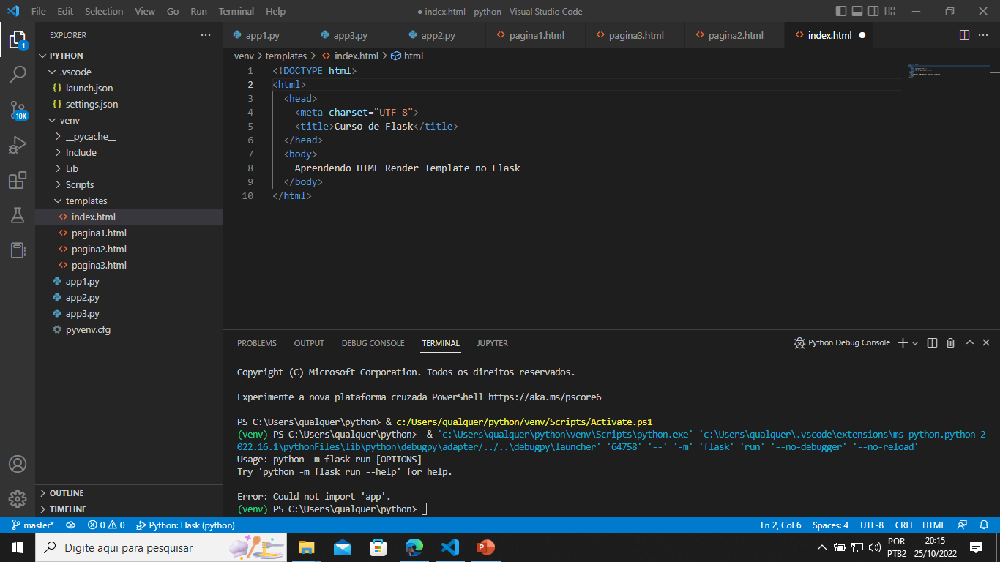 File Edit Selection View Go Run Terminal Help
● index.html - python - Visual Studio Code
EXPLORER
1
PYTHON
.vscode
launch.json
settings.json
10K
venv
__pycache__
Include
Lib
Scripts
templates
index.html
pagina1.html
pagina2.html
pagina3.html
app1.py
app2.py
app3.py
pyvenv.cfg
OUTLINE
TIMELINE
app1.py app3.py app2.py pagina1.html pagina3.html pagina2.html index.html
venv > templates > index.html > html
1 <!DOCTYPE html>
2 <html>
3 <head>
4 <meta charset="UTF-8">
5 <title>Curso de Flask</title>
6 </head>
7 <body>
8 Aprendendo HTML Render Template no Flask
9 </body>
10 </html>
PROBLEMS OUTPUT DEBUG CONSOLE TERMINAL JUPYTER
Python Debug Console
Copyright (C) Microsoft Corporation. Todos os direitos reservados.
Experimente a nova plataforma cruzada PowerShell https://aka.ms/pscore6
PS C:\Users\qualquer\python> & c:/Users/qualquer/python/venv/Scripts/Activate.ps1
(venv) PS C:\Users\qualquer\python>  & 'c:\Users\qualquer\python\venv\Scripts\python.exe' 'c:\Users\qualquer\.vscode\extensions\ms-python.python-2
022.16.1\pythonFiles\lib\python\debugpy\adapter/../..\debugpy\launcher' '64758' '--' '-m' 'flask' 'run' '--no-debugger' '--no-reload'
Usage: python -m flask run [OPTIONS]
Try 'python -m flask run --help' for help.
Error: Could not import 'app'.
(venv) PS C:\Users\qualquer\python>
master* 0 0 Python: Flask (python)
Ln 2, Col 6 Spaces: 4 UTF-8 CRLF HTML
Digite aqui para pesquisar
POR
PTB2
20:15
25/10/2022